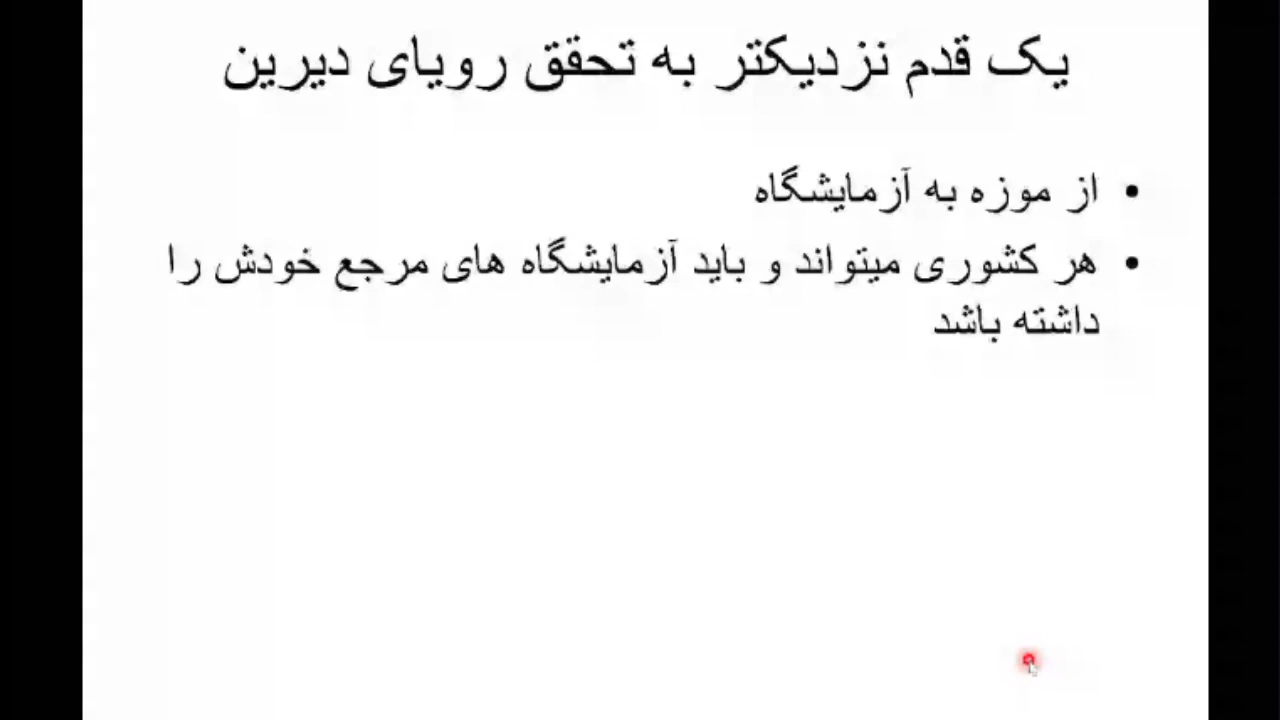 یک قدم نزدیکتر به تحقق رویای دیرین
• از موزه به آزمایشگاه
• هر کشوری میتواند و باید آزمایشگاه های مرجع خودش را
داشته باشد